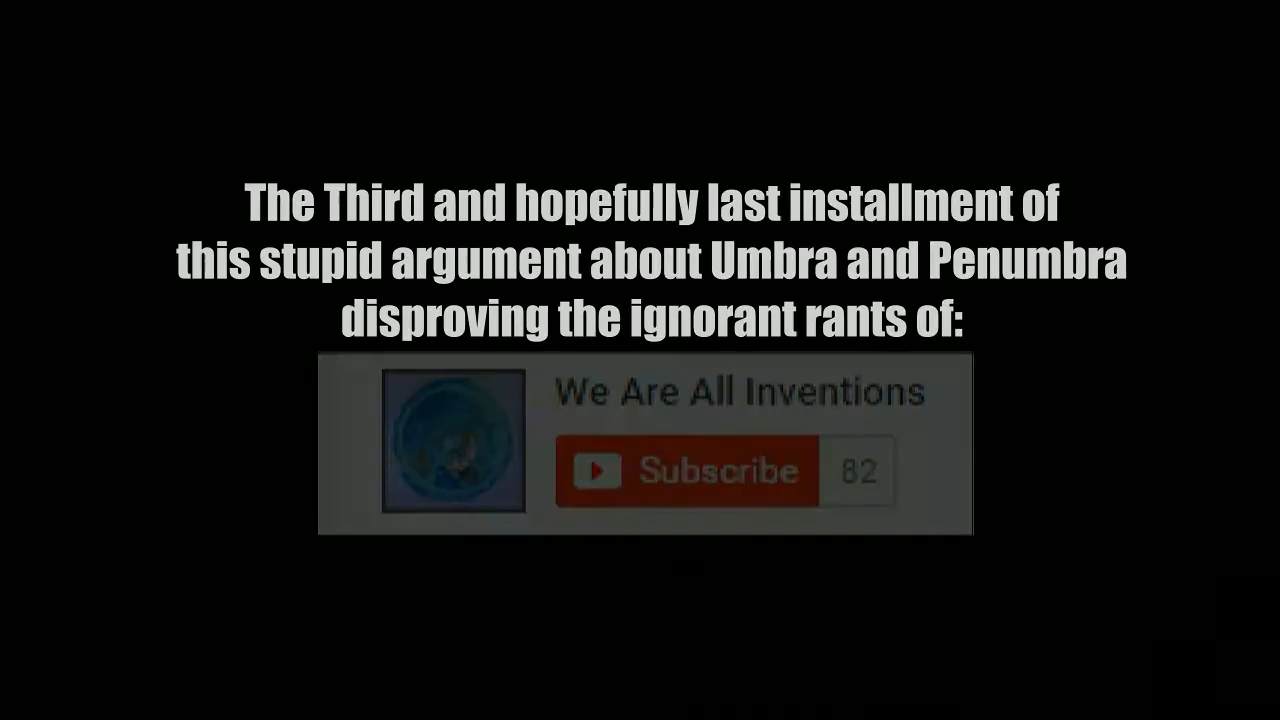 The Third and hopefully last installment of
this stupid argument about Umbra and Penumbra
disproving the ignorant rants of:
We Are All Inventions
Subscribe 82